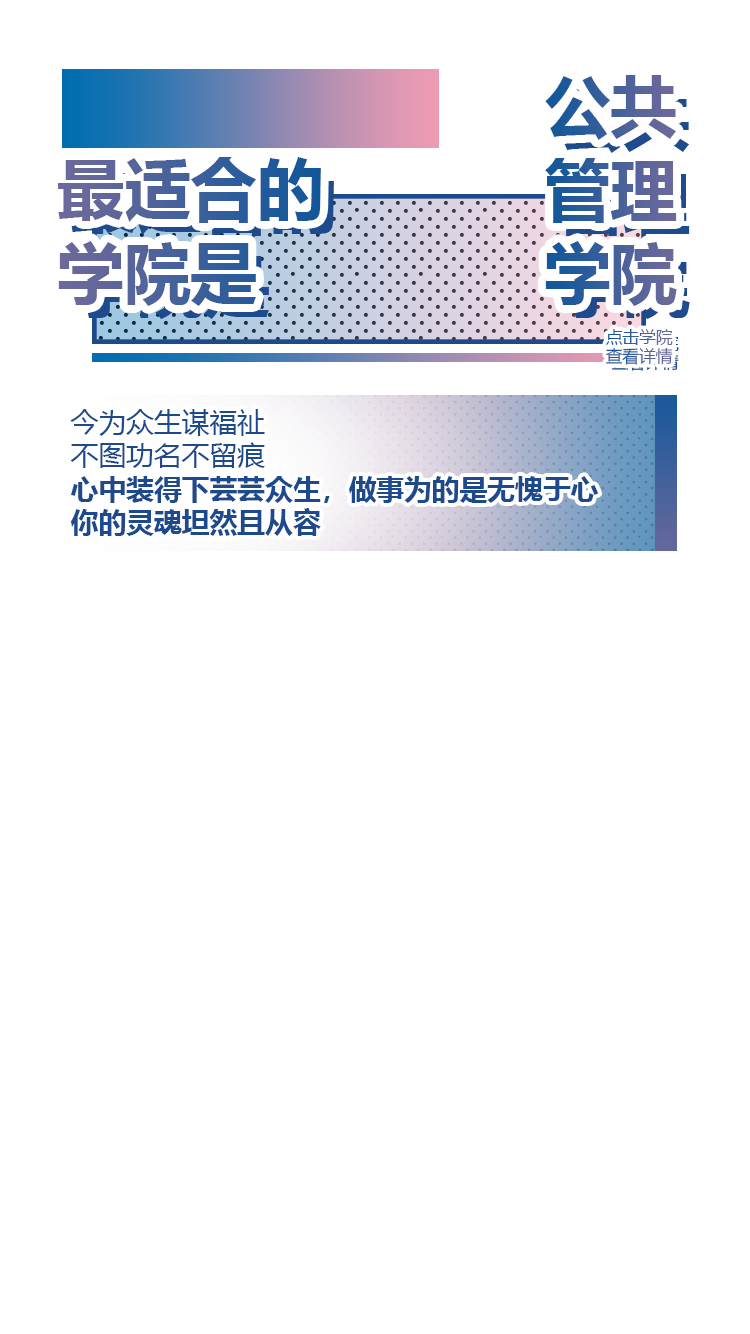 最适合的
学院是
公共
管理
学院
点击学院
查看详情
今为众生谋福祉
不图功名不留痕
心中装得下芸芸众生，做事为的是无愧于心
你的灵魂坦然且从容